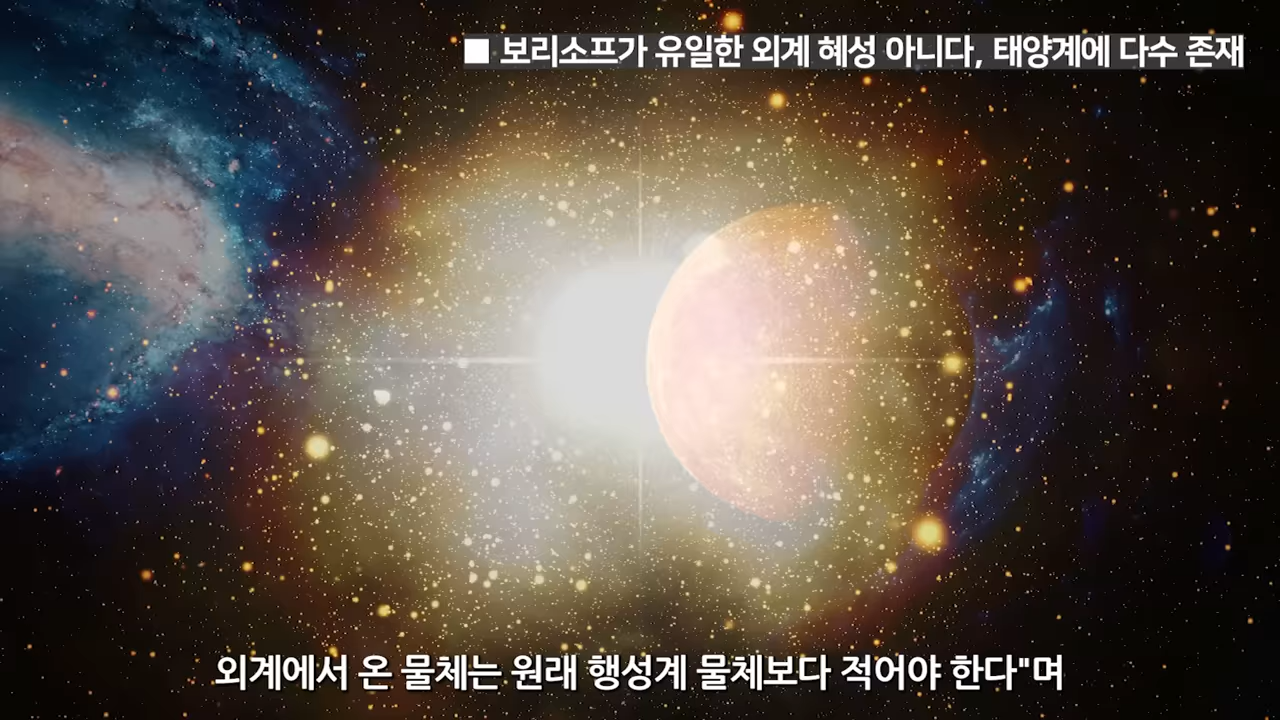 ■ 보리소프가 유일한 외계 혜성 아니다, 태양계에 다수 존재
외계에서 온 물체는 원래 행성계 물체보다 적어야 한다"며